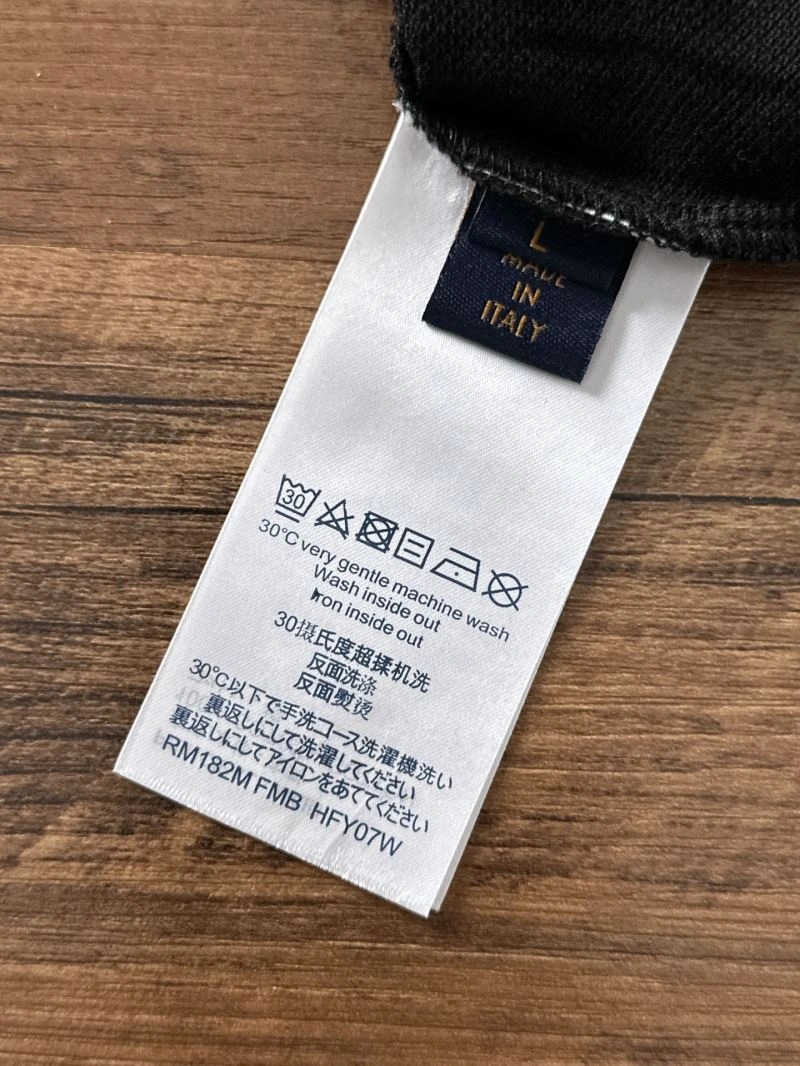 L
MADE
IN
ITALY
30
30°C very gentle machine wash
Wash inside out
Iron inside out
30摄氏度超揉机洗
反面洗涤
反面熨烫
30℃以下で手洗コース洗濯機洗い
裏返しにして洗濯してください
裏返しにしてアイロンをあててください
RM182M FMB HFY07W